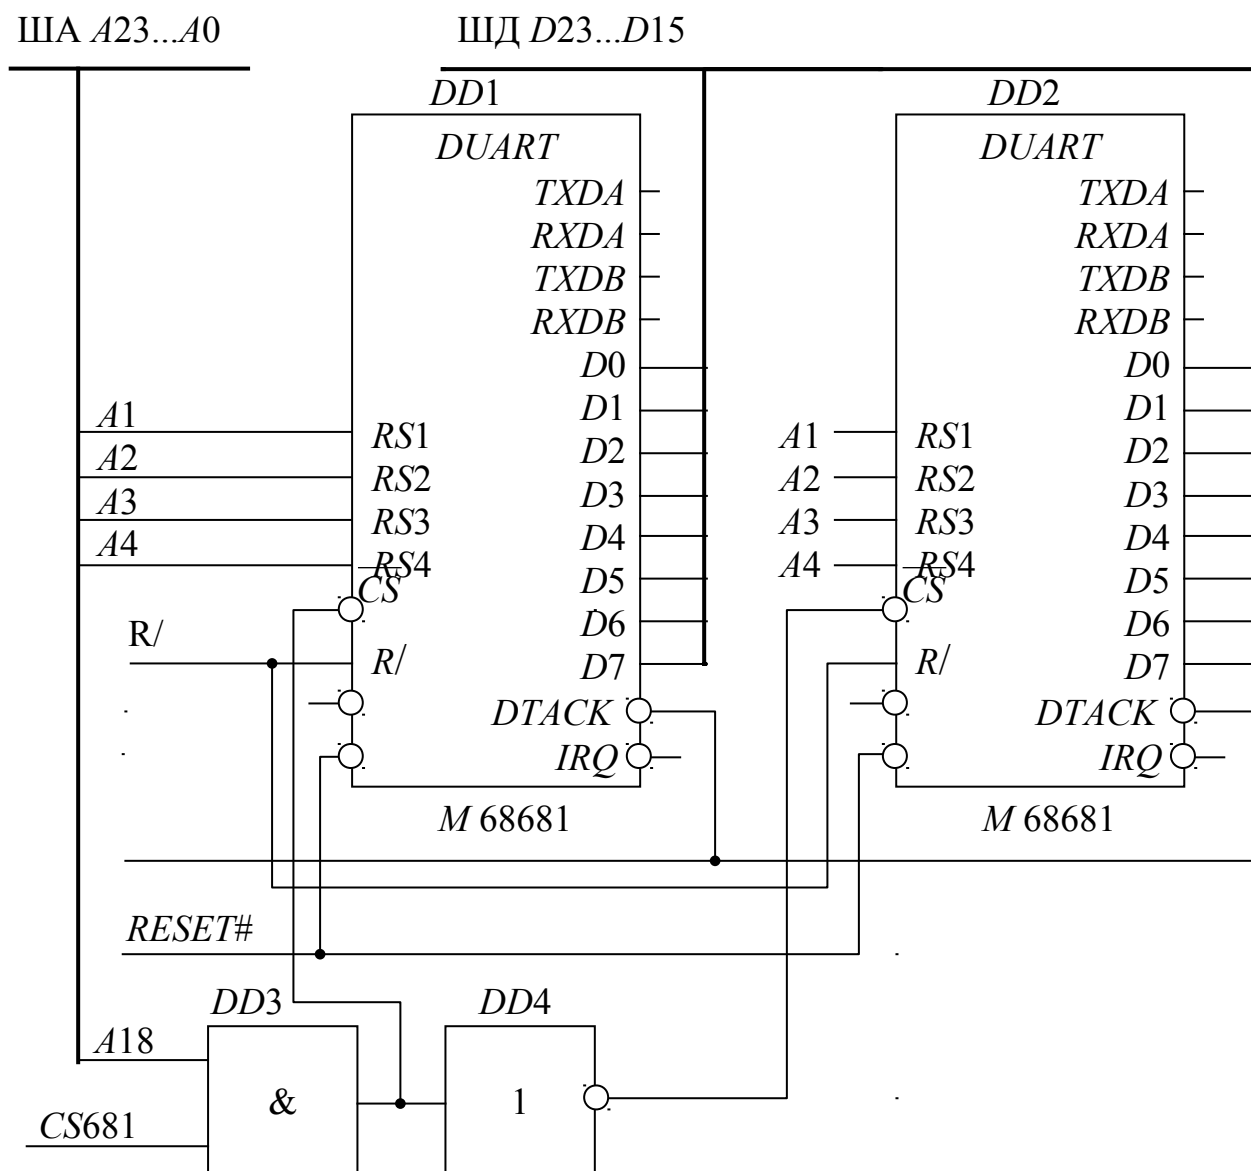 ША A23...A0
ШД D23...D15
DD1
DUART
TXDA
RXDA
TXDB
RXDB
D0
D1
D2
D3
D4
D5
D6
D7
DTACK
IRQ
A1
A2
A3
A4
RS1
RS2
RS3
RS4
CS
R/
R/
M 68681
DD2
DUART
TXDA
RXDA
TXDB
RXDB
D0
D1
D2
D3
D4
D5
D6
D7
DTACK
IRQ
A1
A2
A3
A4
RS1
RS2
RS3
RS4
CS
R/
M 68681
RESET#
DD3
DD4
A18
&
1
CS681